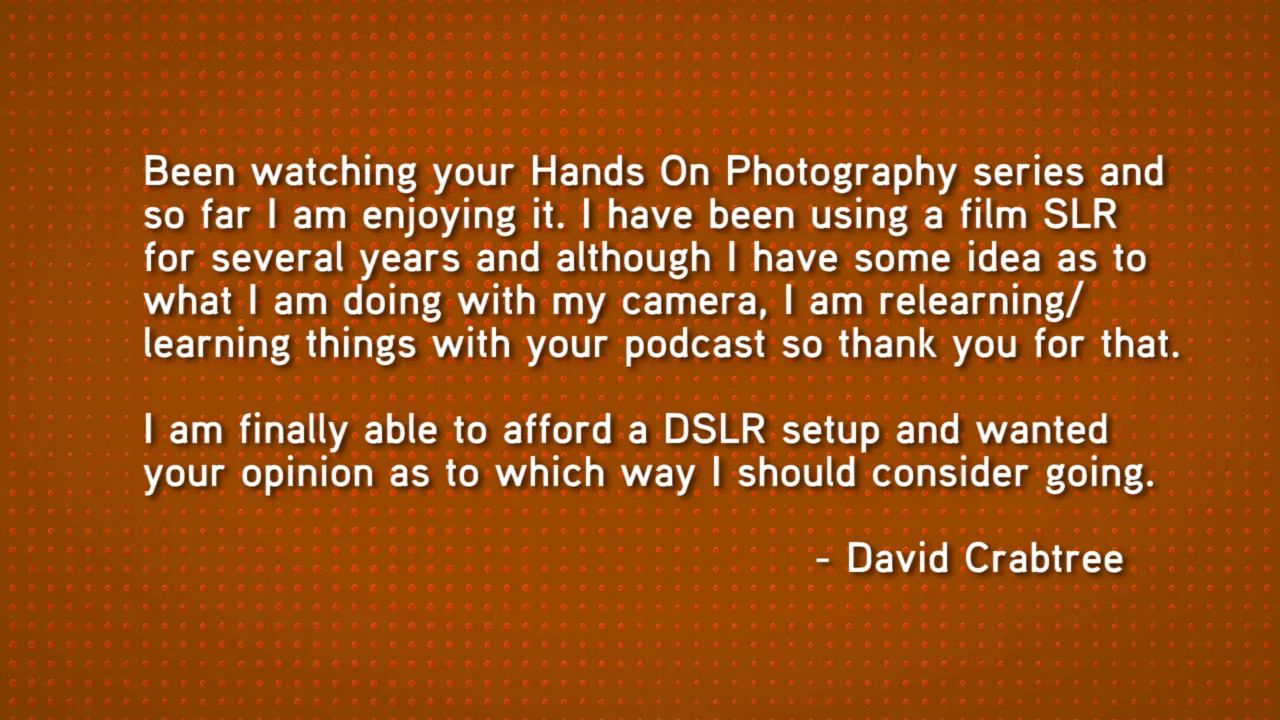 Been watching your Hands On Photography series and
so far I am enjoying it. I have been using a film SLR
for several years and although I have some idea as to
what I am doing with my camera, I am relearning/
learning things with your podcast so thank you for that.
I am finally able to afford a DSLR setup and wanted
your opinion as to which way I should consider going.
- David Crabtree